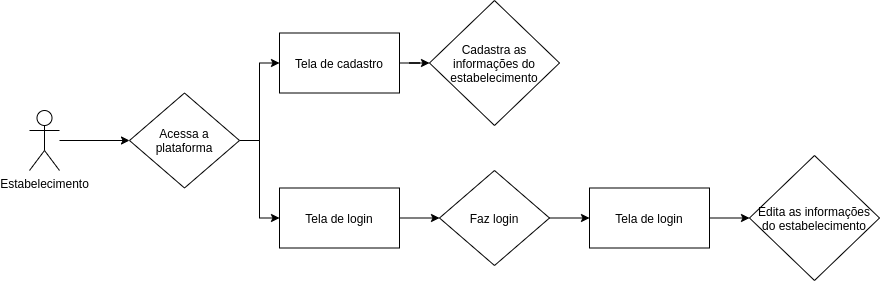 Estabelecimento
Acessa a
plataforma
Tela de cadastro
Cadastra as
informações do
estabelecimento
Tela de login
Faz login
Tela de login
Edita as informações
do estabelecimento